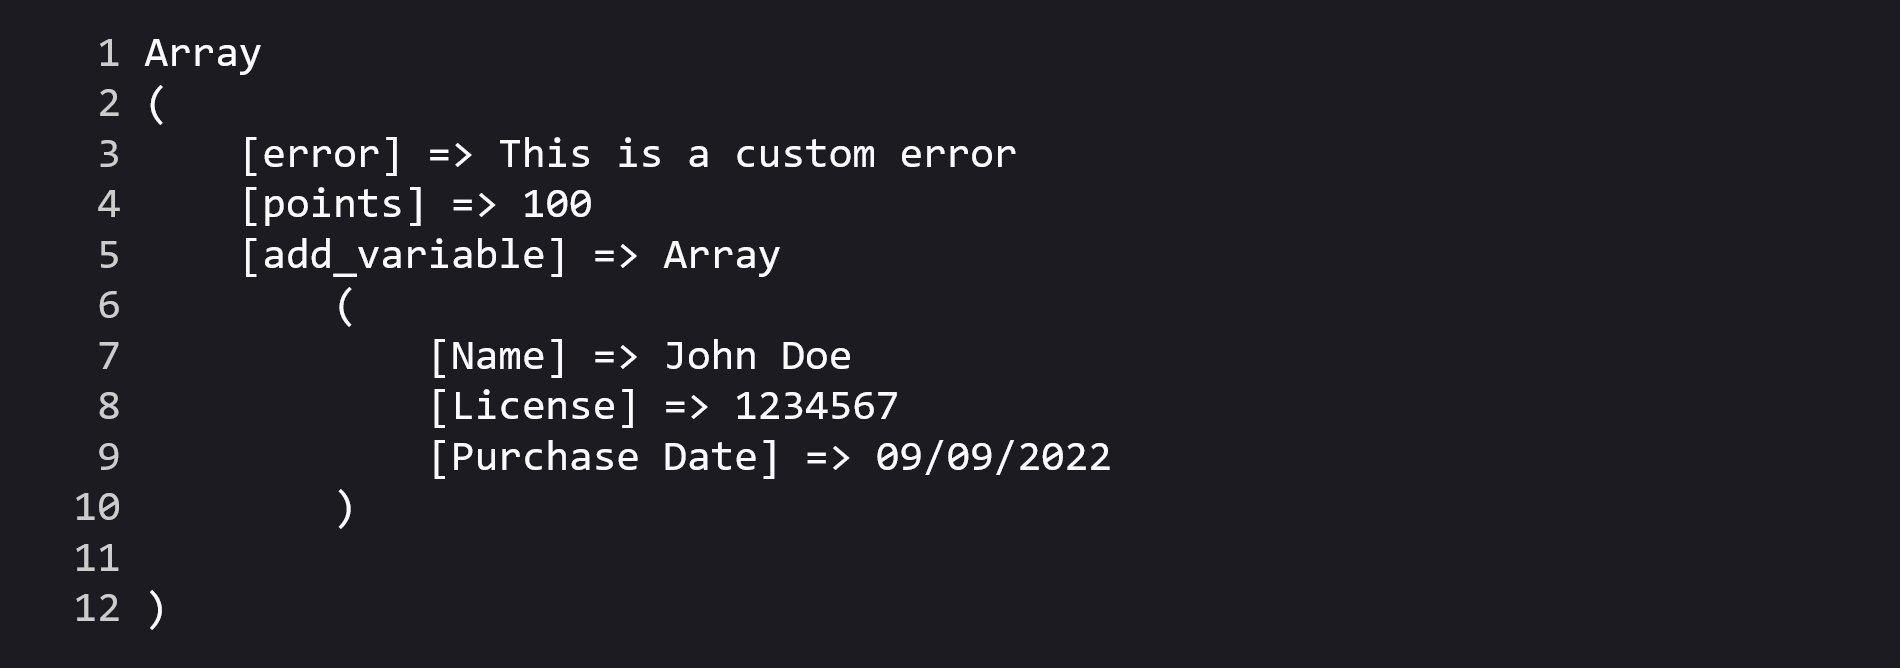 1 Array
2 (
3     [error] => This is a custom error
4     [points] => 100
5     [add_variable] => Array
6         (
7             [Name] => John Doe
8             [License] => 1234567
9             [Purchase Date] => 09/09/2022
10         )
11
12 )